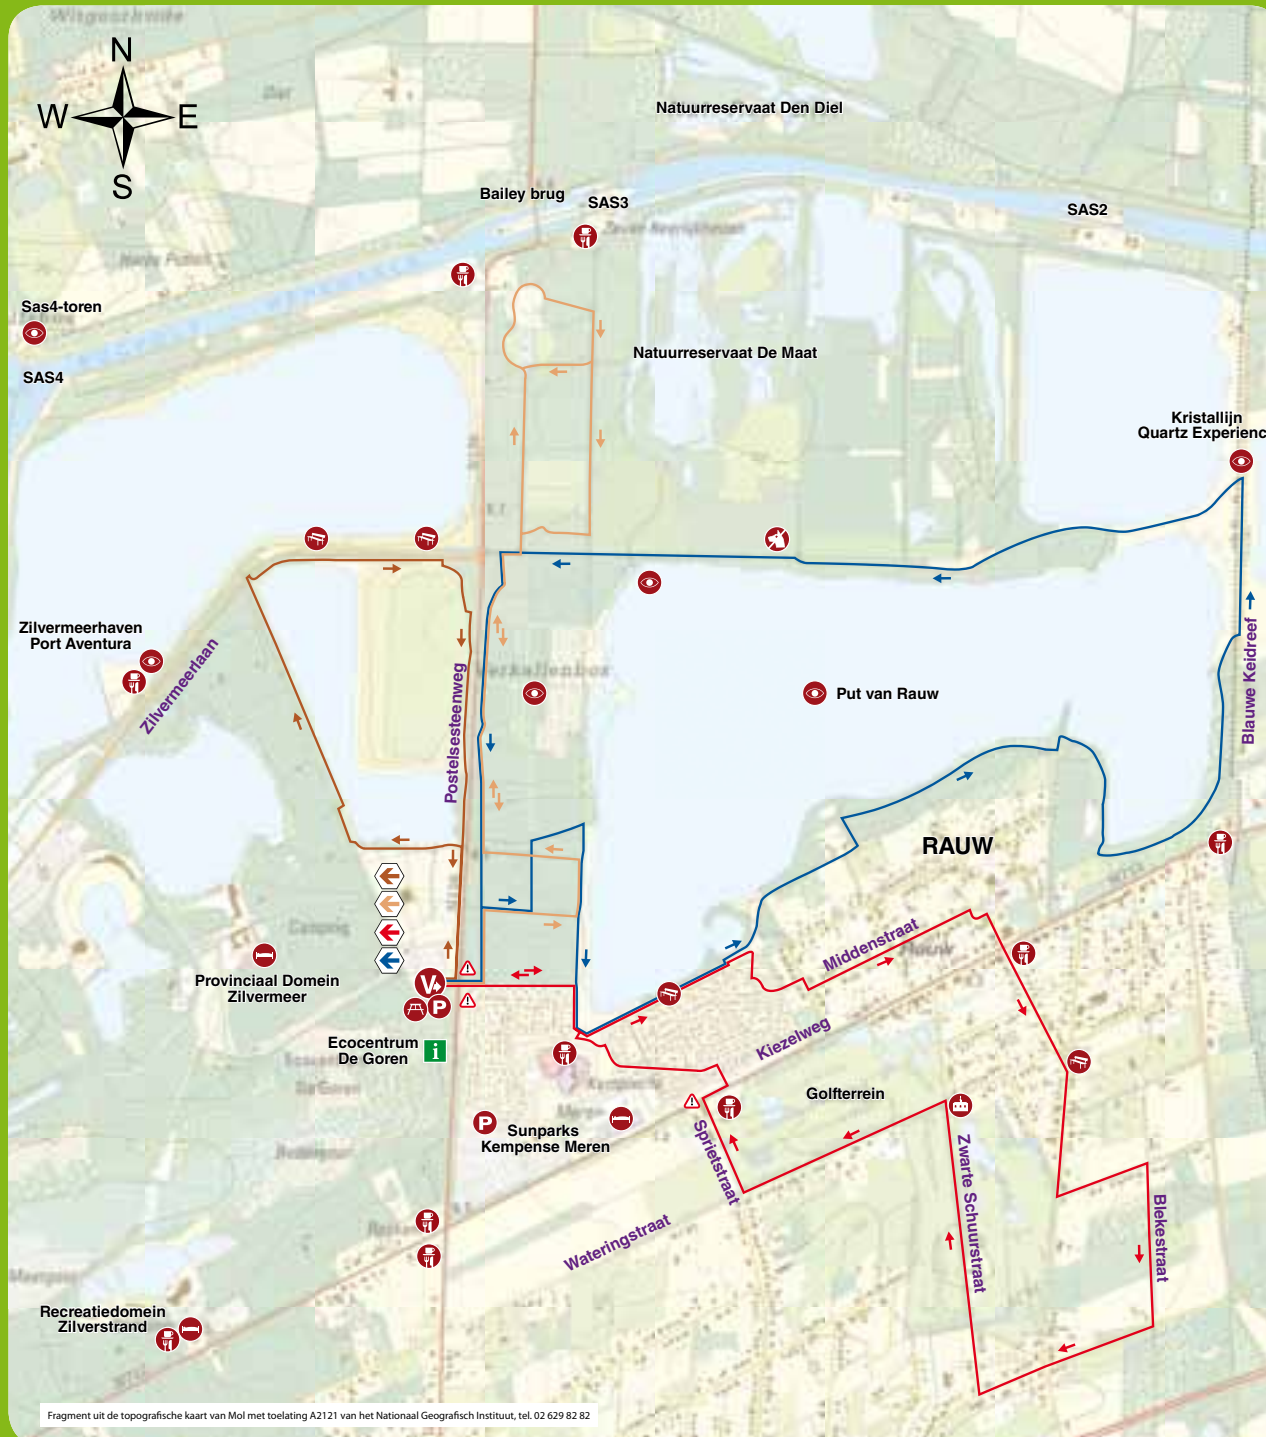 N
W E
S
Natuurreservaat Den Diel
Bailey brug
SAS3
SAS2
Sas4-toren
SAS4
Natuurreservaat De Maat
Kristallijn
Quartz Experienc
Zilvermeerhaven
Port Aventura
Zilvermeerlaan
Postelsesteenweg
Put van Rauw
Blauwe Keidreef
RAUW
Middenstraat
Provinciaal Domein
Zilvermeer
V
P
Ecocentrum
De Goren
i
Kiezelweg
Golfterrein
P
Sunparks
Kempense Meren
Sprietstraat
Zwarte Schuurstraat
Blekestraat
Wateringstraat
Recreatiedomein
Zilverstrand
Fragment uit de topografische kaart van Mol met toelating A2121 van het Nationaal Geografisch Instituut, tel. 02 629 82 82